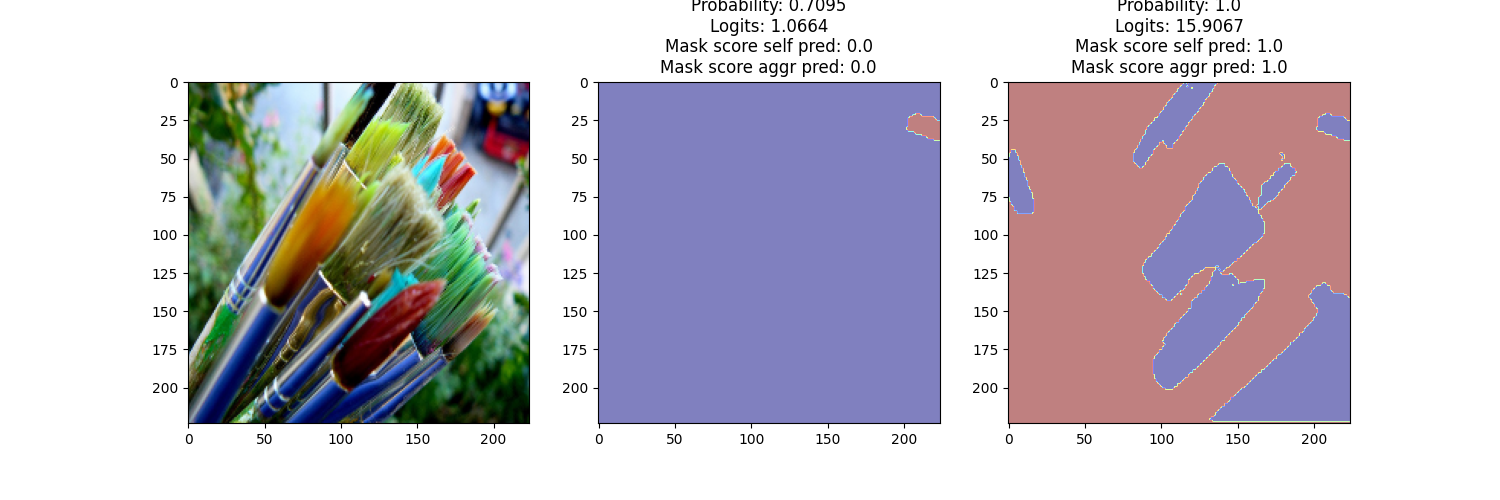 Probability: 0.7095
Logits: 1.0664
Mask score self pred: 0.0
Mask score aggr pred: 0.0
Probability: 1.0
Logits: 15.9067
Mask score self pred: 1.0
Mask score aggr pred: 1.0
0
25
50
75
100
125
150
175
200
0 50 100 150 200
0
25
50
75
100
125
150
175
200
0 50 100 150 200
0
25
50
75
100
125
150
175
200
0 50 100 150 200